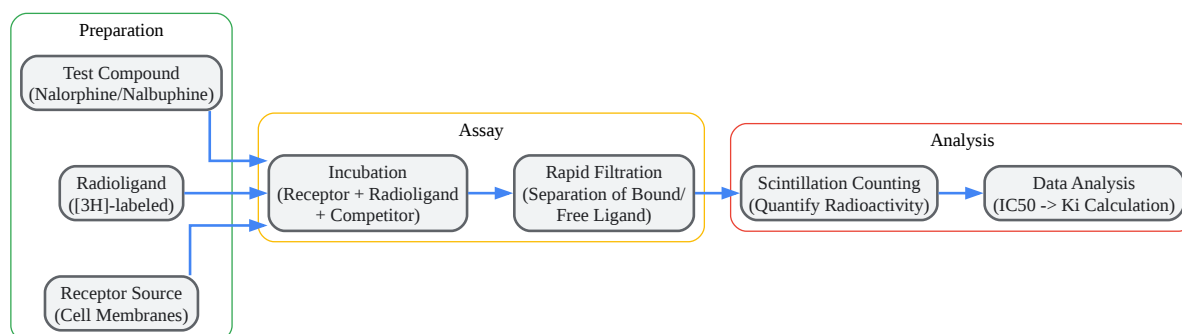 Preparation
Test Compound
(Nalorphine/Nalbuphine)
Radioligand
([3H]-labeled)
Receptor Source
(Cell Membranes)
Assay
Incubation
(Receptor + Radioligand
+ Competitor)
Rapid Filtration
(Separation of Bound/
Free Ligand)
Analysis
Scintillation Counting
(Quantify Radioactivity)
Data Analysis
(IC50 -> Ki Calculation)